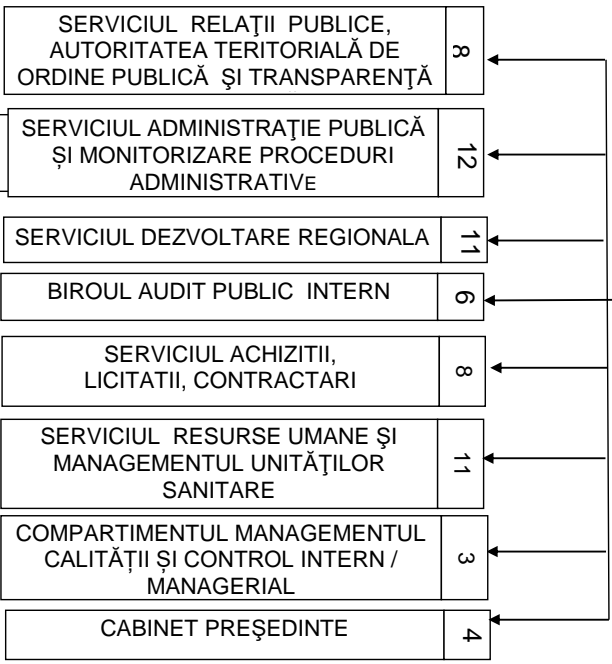 SERVICIUL RELAŢII PUBLICE,
AUTORITATEA TERITORIALĂ DE
ORDINE PUBLICĂ ŞI TRANSPARENŢĂ
8
SERVICIUL ADMINISTRAŢIE PUBLICĂ
ȘI MONITORIZARE PROCEDURI
ADMINISTRATIVE
12
SERVICIUL DEZVOLTARE REGIONALA
11
BIROUL AUDIT PUBLIC INTERN
6
SERVICIUL ACHIZITII,
LICITATII, CONTRACTARI
8
SERVICIUL RESURSE UMANE ŞI
MANAGEMENTUL UNITĂŢILOR
SANITARE
11
COMPARTIMENTUL MANAGEMENTUL
CALITĂȚII ȘI CONTROL INTERN /
MANAGERIAL
3
CABINET PREŞEDINTE
4